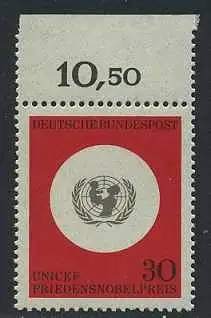 10,50
DEUTSCHE BUNDESPOST
UNICEF 30
FRIEDENSNOBELPREIS